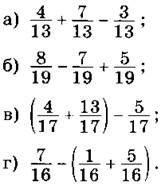 а) 4/13 + 7/13 − 3/13 ;
б) 8/19 − 7/19 + 5/19 ;
в) (4/17 + 13/17) − 5/17 ;
г) 7/16 − (1/16 + 5/16) .